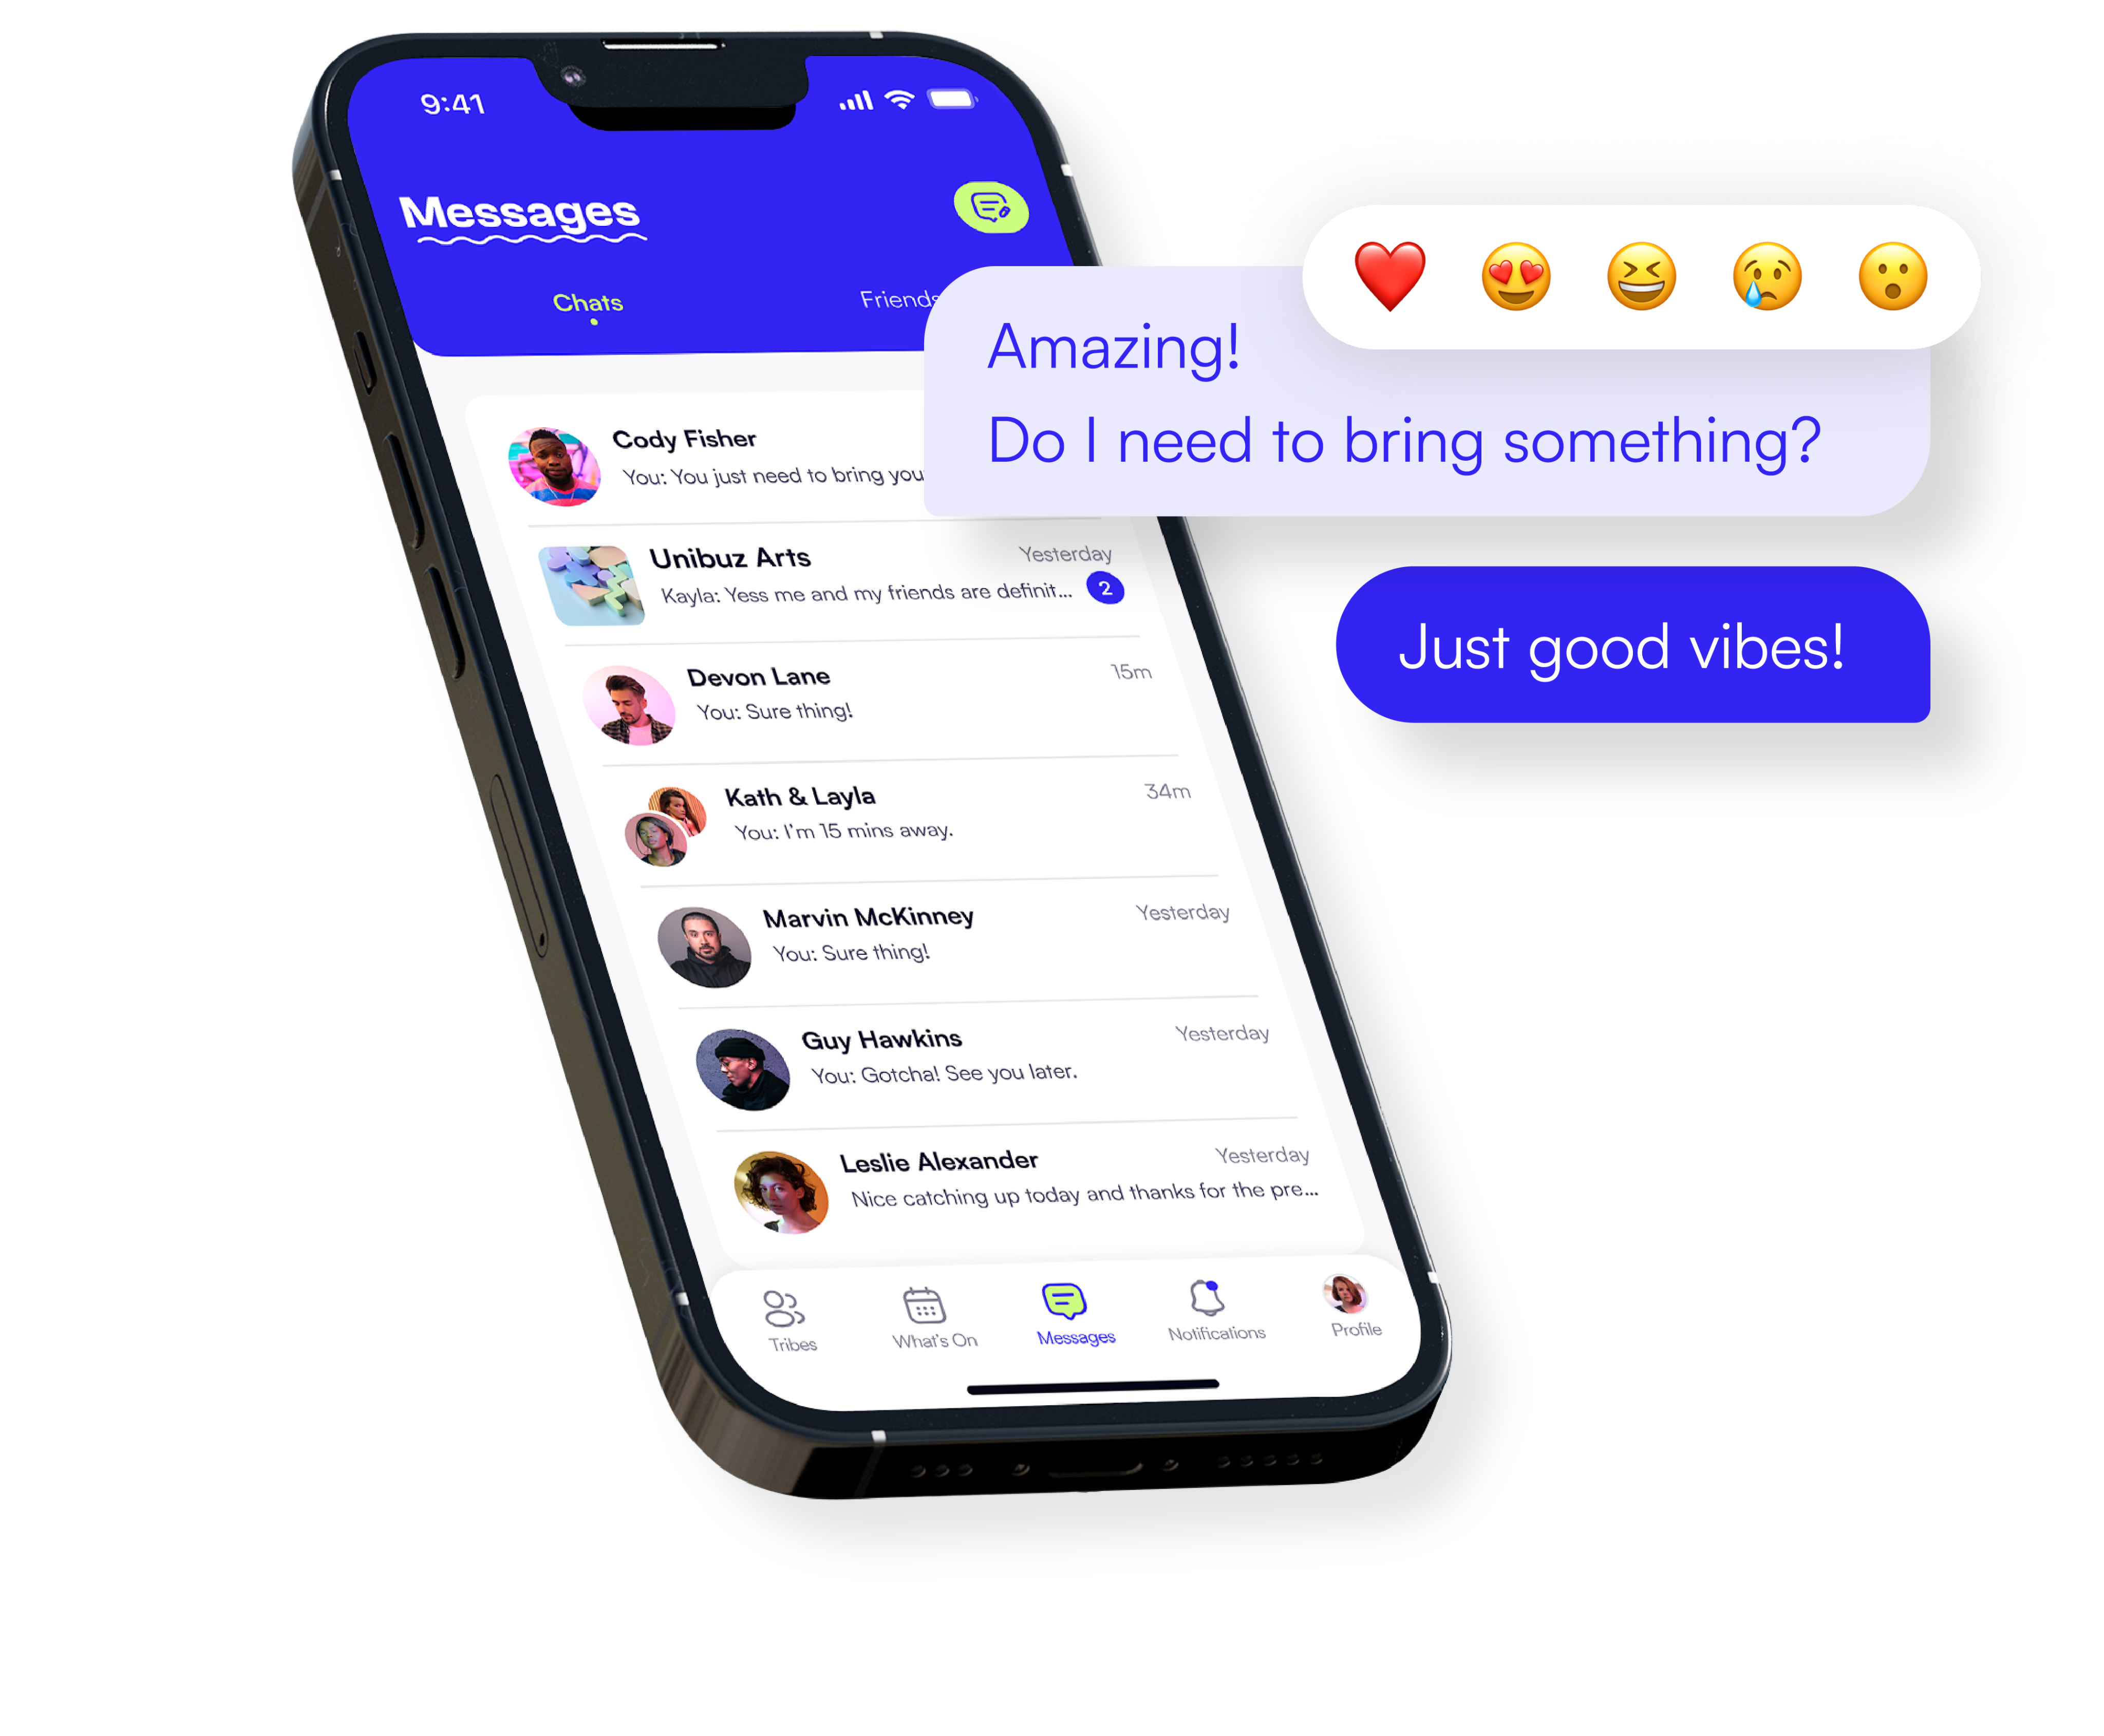 9:41
Messages
Chats
Friends
Amazing!
Do I need to bring something?
Just good vibes!
Cody Fisher
You: You just need to bring you
Unibuz Arts
Yesterday
Kayla: Yess me and my friends are definit...
2
Devon Lane
15m
You: Sure thing!
Kath & Layla
34m
You: I'm 15 mins away.
Marvin McKinney
Yesterday
You: Sure thing!
Guy Hawkins
Yesterday
You: Gotcha! See you later.
Leslie Alexander
Yesterday
Nice catching up today and thanks for the pre...
Tribes
What's On
Messages
Notifications
Profile